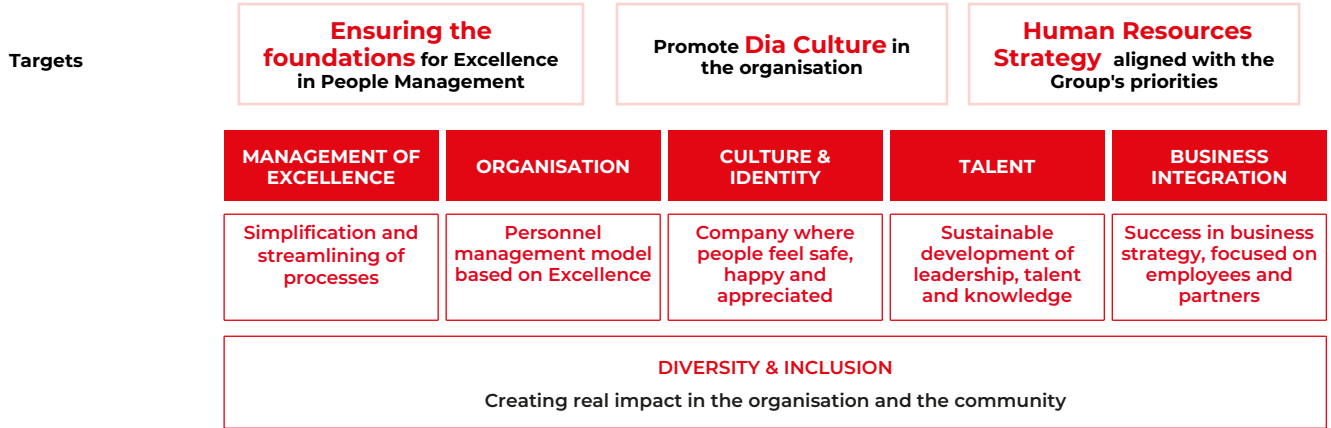 Targets
Ensuring the
foundations for Excellence
in People Management
Promote Dia Culture in
the organisation
Human Resources
Strategy aligned with the
Group's priorities
MANAGEMENT OF
EXCELLENCE
ORGANISATION
CULTURE &
IDENTITY
TALENT
BUSINESS
INTEGRATION
Simplification and
streamlining of
processes
Personnel
management model
based on Excellence
Company where
people feel safe,
happy and
appreciated
Sustainable
development of
leadership, talent
and knowledge
Success in business
strategy, focused on
employees and
partners
DIVERSITY & INCLUSION
Creating real impact in the organisation and the community